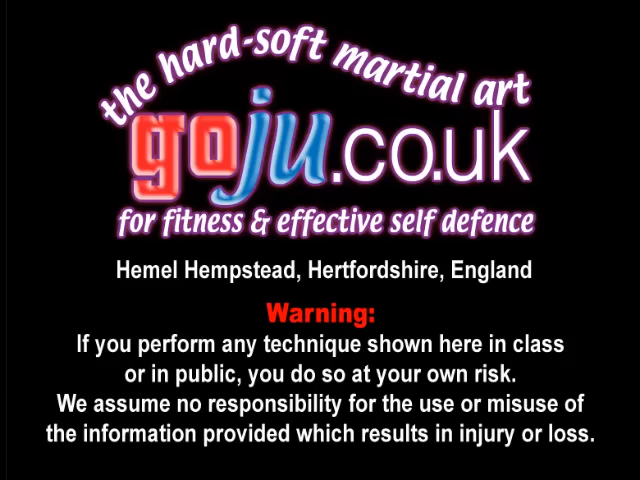 the hard-soft martial art
goju.co.uk
for fitness & effective self defence
Hemel Hempstead, Hertfordshire, England
Warning:
If you perform any technique shown here in class
or in public, you do so at your own risk.
We assume no responsibility for the use or misuse of
the information provided which results in injury or loss.